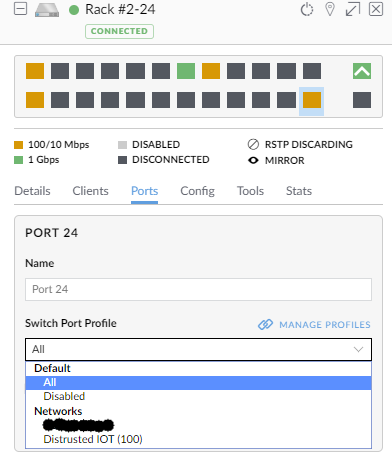 Rack #2-24
CONNECTED
100/10 Mbps
DISABLED
RSTP DISCARDING
1 Gbps
DISCONNECTED
MIRROR
Details Clients Ports Config Tools Stats
PORT 24
Name
Port 24
Switch Port Profile
MANAGE PROFILES
All
Default
All
Disabled
Networks
Distrusted IOT (100)